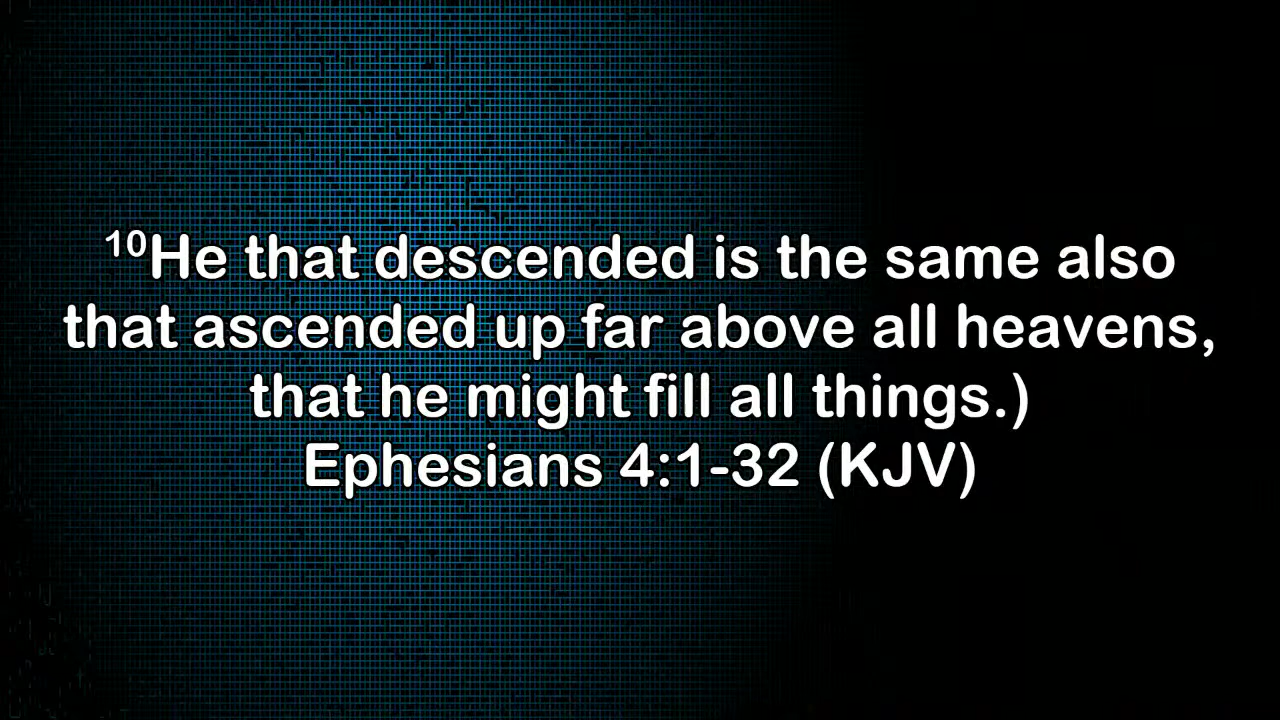 ¹⁰He that descended is the same also
that ascended up far above all heavens,
that he might fill all things.)
Ephesians 4:1-32 (KJV)